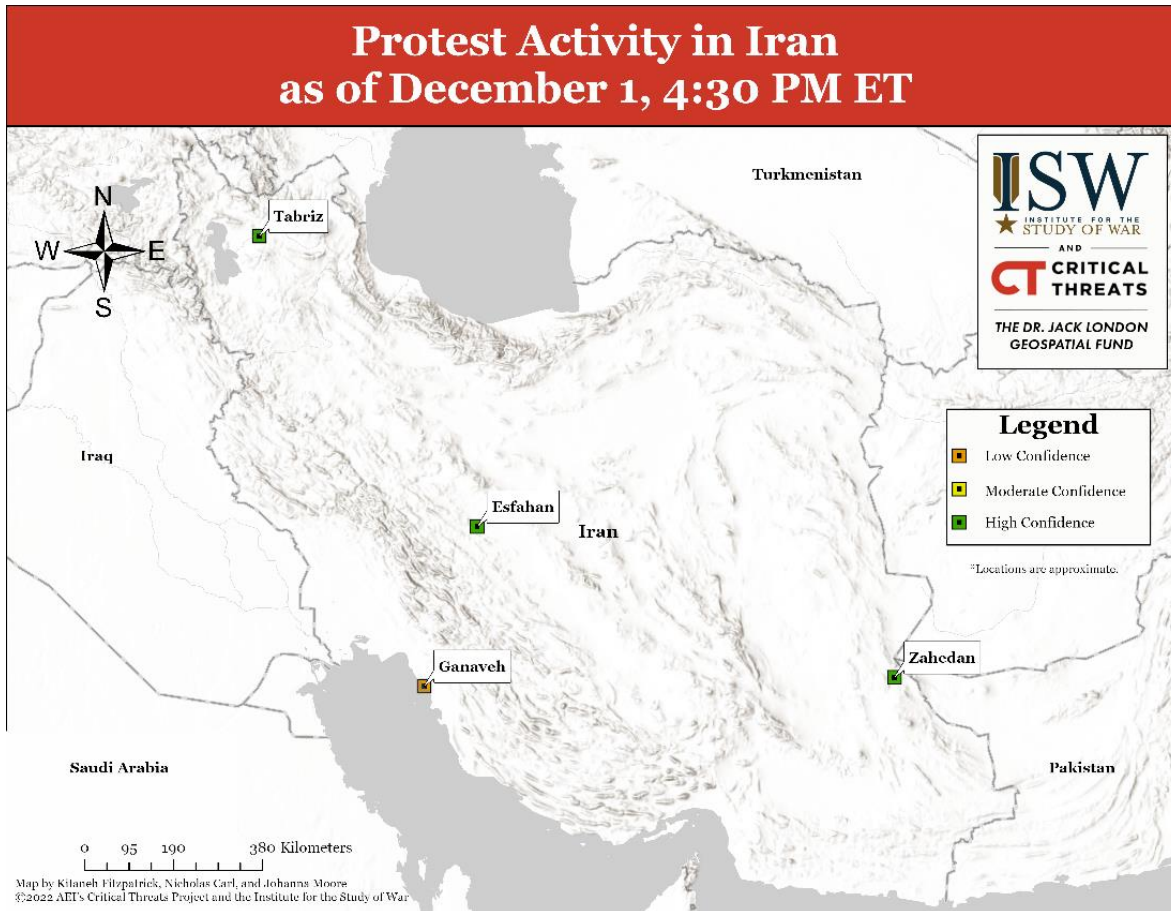 Protest Activity in Iran
as of December 1, 4:30 PM ET
Turkmenistan
ISW
INSTITUTE FOR THE
STUDY OF WAR
AND
CT CRITICAL
THREATS
THE DR. JACK LONDON
GEOSPATIAL FUND
N
W E
S
Tabriz
Legend
Low Confidence
Moderate Confidence
High Confidence
*Locations are approximate.
Iraq
Esfahan
Iran
Ganaveh
Zahedan
Saudi Arabia
Pakistan
0 95 190 380 Kilometers
Map by Kitaneh Fitzpatrick, Nicholas Carl, and Johanna Moore
©2022 AEI's Critical Threats Project and the Institute for the Study of War